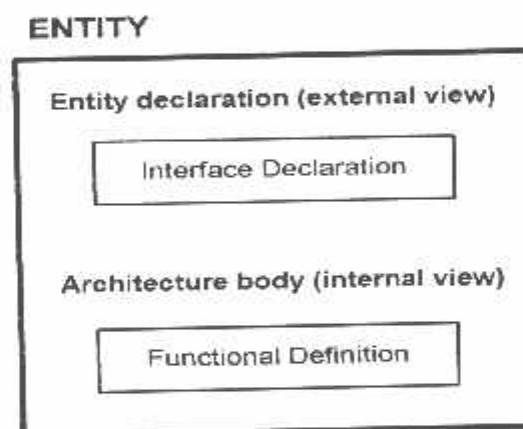 ENTITY
Entity declaration (external view)
Interface Declaration
Architecture body (internal view)
Functional Definition